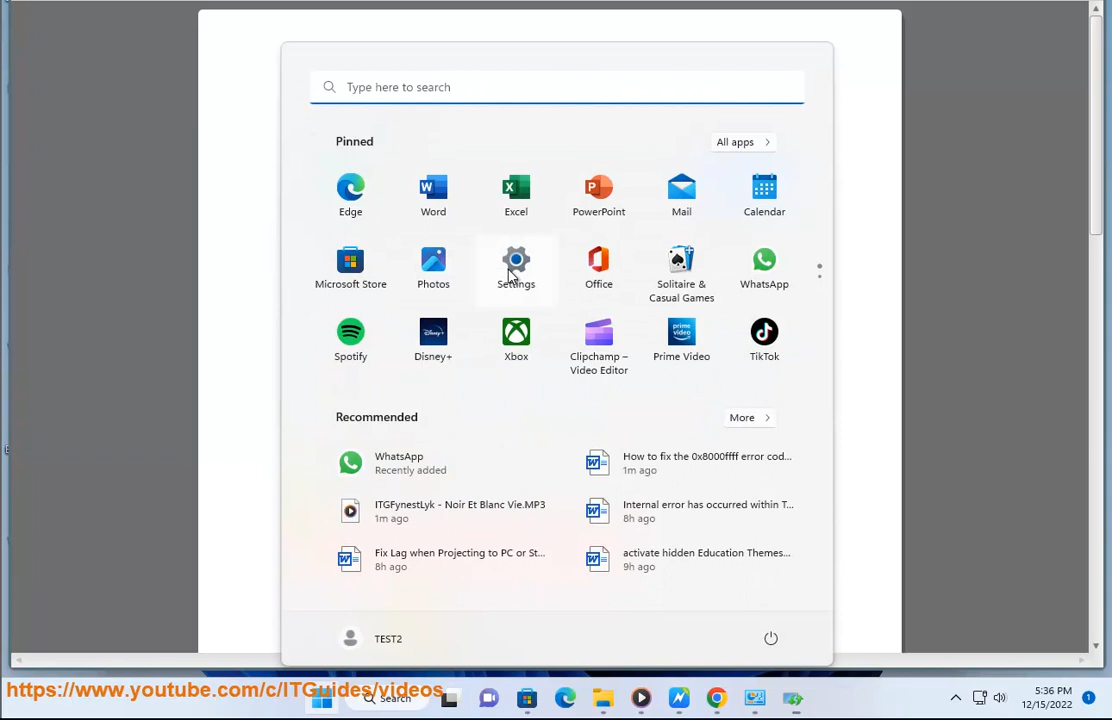 Type here to search
Pinned
All apps
Edge
Word
Excel
PowerPoint
Mail
Calendar
Microsoft Store
Photos
Settings
Office
Solitaire &
Casual Games
WhatsApp
Spotify
Disney+
Xbox
Clipchamp –
Video Editor
Prime Video
TikTok
Recommended
More
WhatsApp
Recently added
How to fix the 0x8000ffff error cod...
1m ago
ITGFynestLyk - Noir Et Blanc Vie.MP3
1m ago
Internal error has occurred within T...
8h ago
Fix Lag when Projecting to PC or St...
8h ago
activate hidden Education Themes...
9h ago
TEST2
https://www.youtube.com/c/ITGuides/videos
Search
5:36 PM
12/15/2022
1